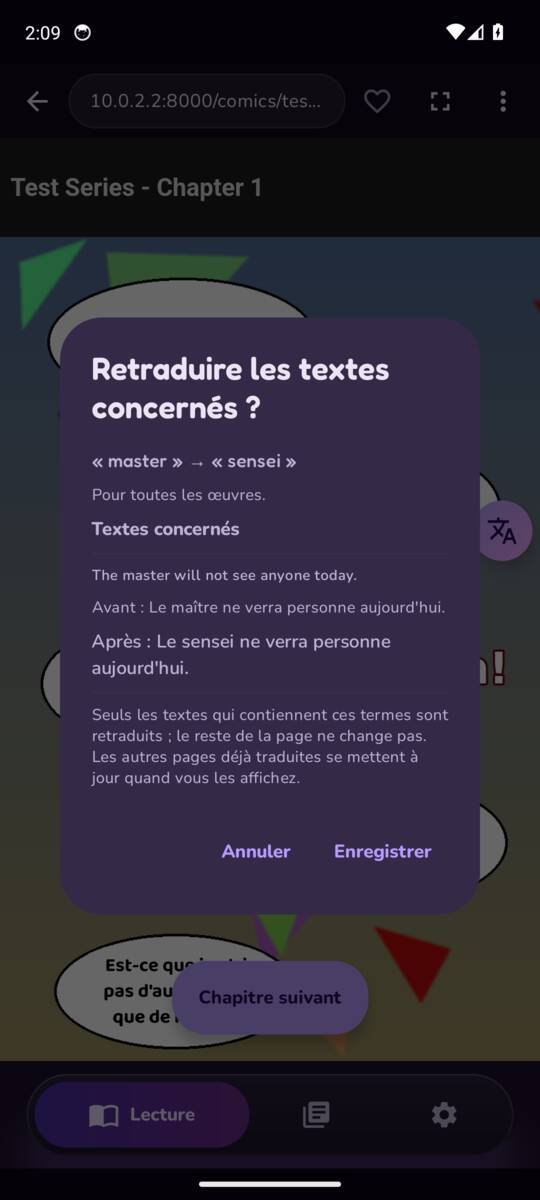 2:09
10.0.2.2:8000/comics/tes...
Test Series - Chapter 1
Retraduire les textes
concernés ?
« master » → « sensei »
Pour toutes les œuvres.
Textes concernés
The master will not see anyone today.
Avant : Le maître ne verra personne aujourd'hui.
Après : Le sensei ne verra personne
aujourd'hui.
Seuls les textes qui contiennent ces termes sont
retraduits ; le reste de la page ne change pas.
Les autres pages déjà traduites se mettent à
jour quand vous les affichez.
Annuler Enregistrer
Est-ce que
pas d'au
que de
Chapitre suivant
Lecture